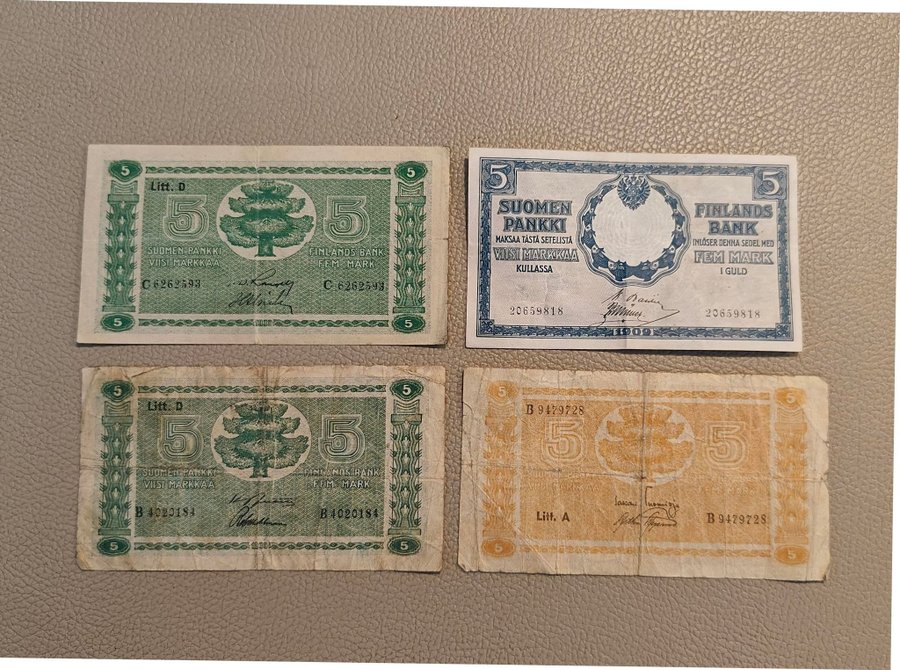 5 5
Litt. D
5 5
SUOMEN PANKKI FINLANDS BANK
VIISI MARKKAA FEM MARK
C 6262593 C 6262593
5 5
5 5
SUOMEN FINLANDS
PANKKI BANK
MAKSAA TÄSTÄ SETELISTÄ INLÖSER DENNA SEDEL MED
VIISI MARKKAA FEM MARK
KULLASSA I GULD
20659818 20659818
1909
5 5
Litt. D
5 5
SUOMEN PANKKI FINLANDS BANK
VIISI MARKKAA FEM MARK
B 4020184 B 4020184
5 5
5
B 9479728
5 5
Litt. A B 9479728
5 5